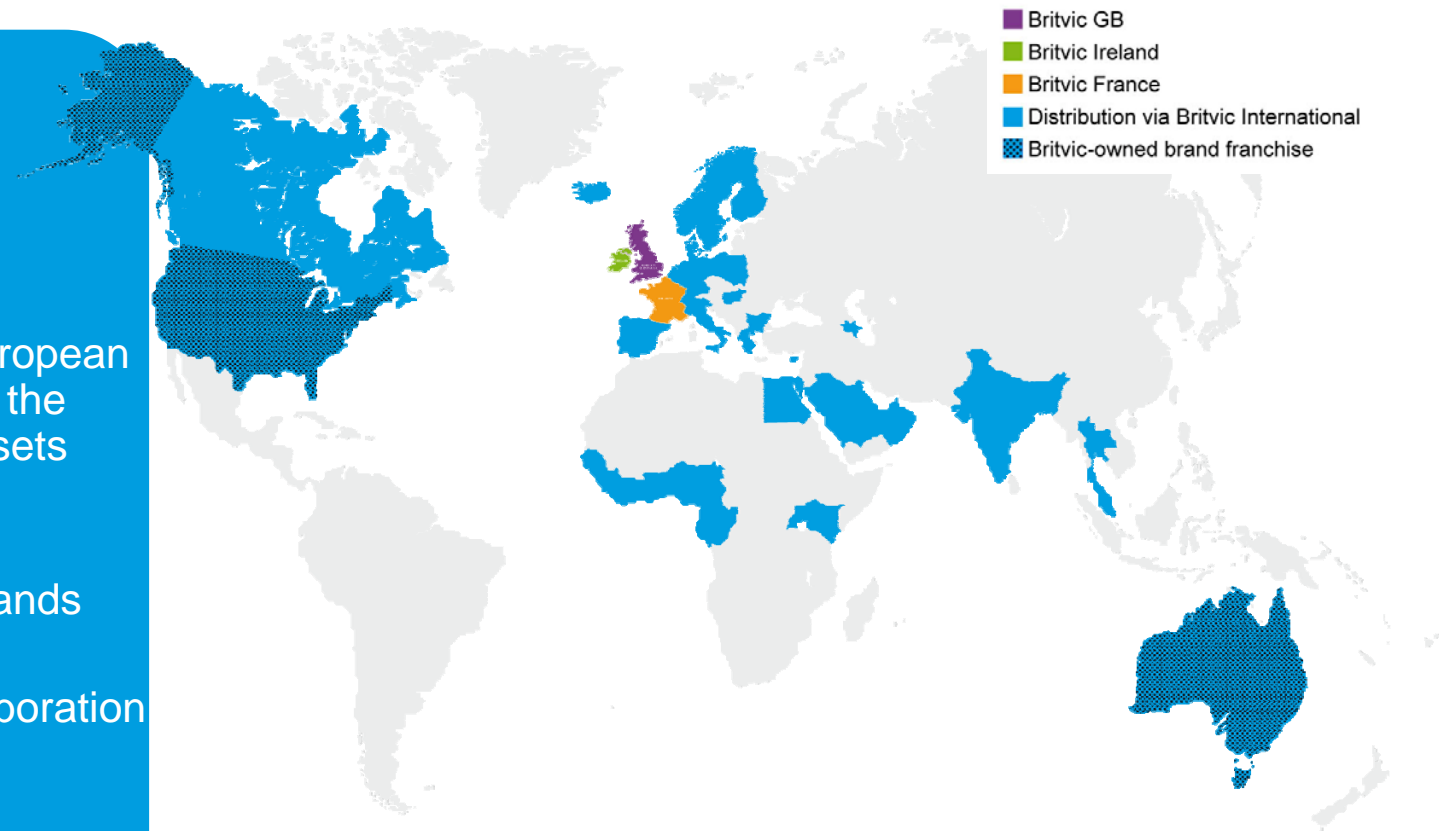 ropean
the
sets
ands
poration
Britvic GB
Britvic Ireland
Britvic France
Distribution via Britvic International
Britvic-owned brand franchise